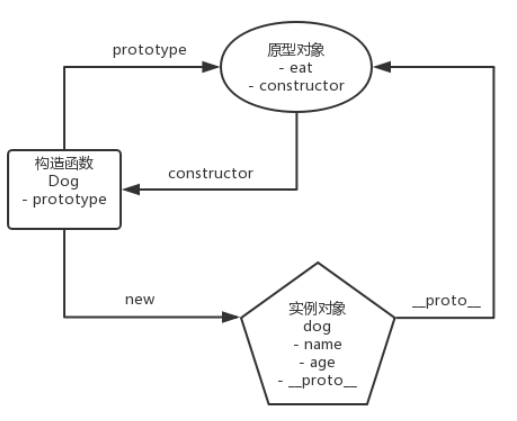 prototype
原型对象
- eat
- constructor
构造函数
Dog
- prototype
constructor
new
实例对象
dog
- name
- age
- __proto__
__proto__